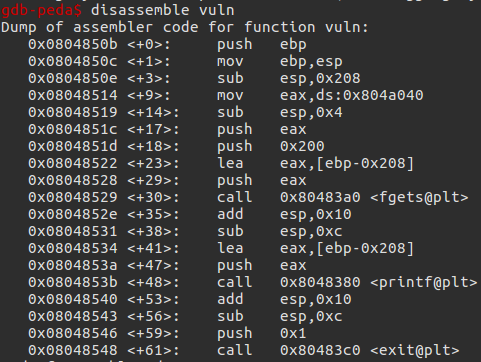 gdb-peda$ disassemble vuln
Dump of assembler code for function vuln:
   0x0804850b <+0>:     push   ebp
   0x0804850c <+1>:     mov    ebp,esp
   0x0804850e <+3>:     sub    esp,0x208
   0x08048514 <+9>:     mov    eax,ds:0x804a040
   0x08048519 <+14>:    sub    esp,0x4
   0x0804851c <+17>:    push   eax
   0x0804851d <+18>:    push   0x200
   0x08048522 <+23>:    lea    eax,[ebp-0x208]
   0x08048528 <+29>:    push   eax
   0x08048529 <+30>:    call   0x80483a0 <fgets@plt>
   0x0804852e <+35>:    add    esp,0x10
   0x08048531 <+38>:    sub    esp,0xc
   0x08048534 <+41>:    lea    eax,[ebp-0x208]
   0x0804853a <+47>:    push   eax
   0x0804853b <+48>:    call   0x8048380 <printf@plt>
   0x08048540 <+53>:    add    esp,0x10
   0x08048543 <+56>:    sub    esp,0xc
   0x08048546 <+59>:    push   0x1
   0x08048548 <+61>:    call   0x80483c0 <exit@plt>